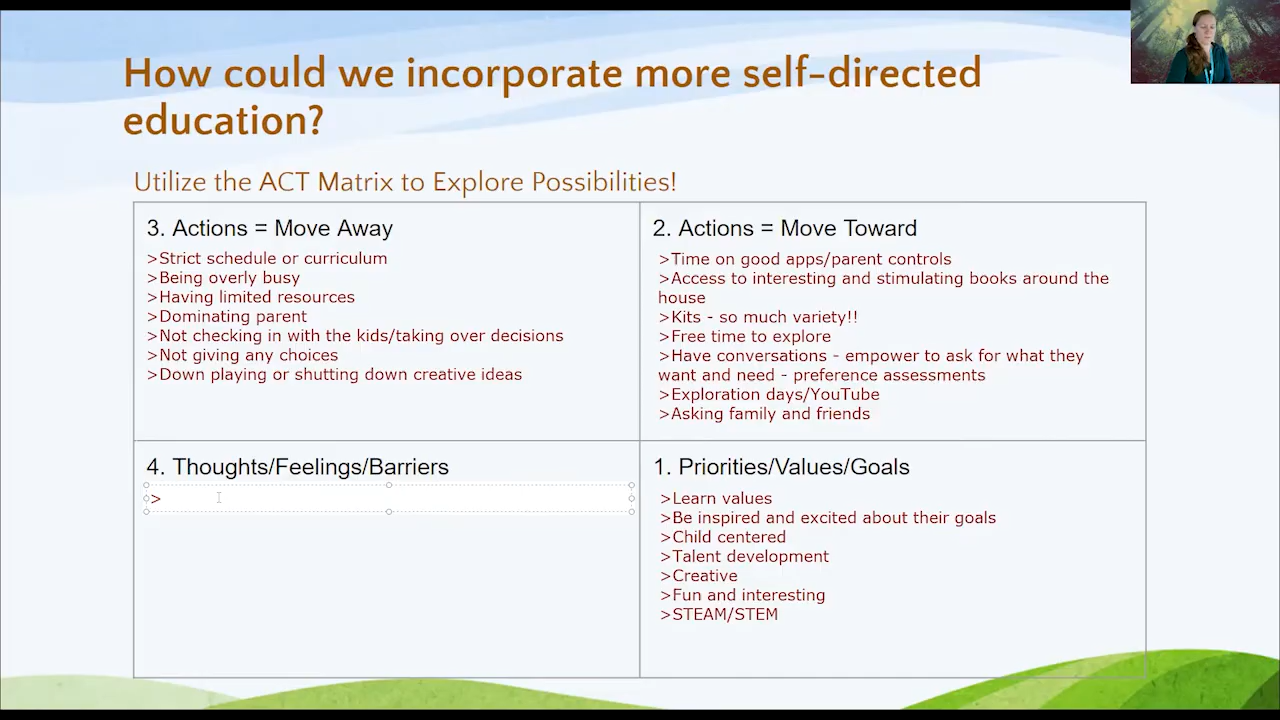 How could we incorporate more self-directed
education?
Utilize the ACT Matrix to Explore Possibilities!
3. Actions = Move Away
>Strict schedule or curriculum
>Being overly busy
>Having limited resources
>Dominating parent
>Not checking in with the kids/taking over decisions
>Not giving any choices
>Down playing or shutting down creative ideas
2. Actions = Move Toward
>Time on good apps/parent controls
>Access to interesting and stimulating books around the
house
>Kits - so much variety!!
>Free time to explore
>Have conversations - empower to ask for what they
want and need - preference assessments
>Exploration days/YouTube
>Asking family and friends
4. Thoughts/Feelings/Barriers
>
1. Priorities/Values/Goals
>Learn values
>Be inspired and excited about their goals
>Child centered
>Talent development
>Creative
>Fun and interesting
>STEAM/STEM